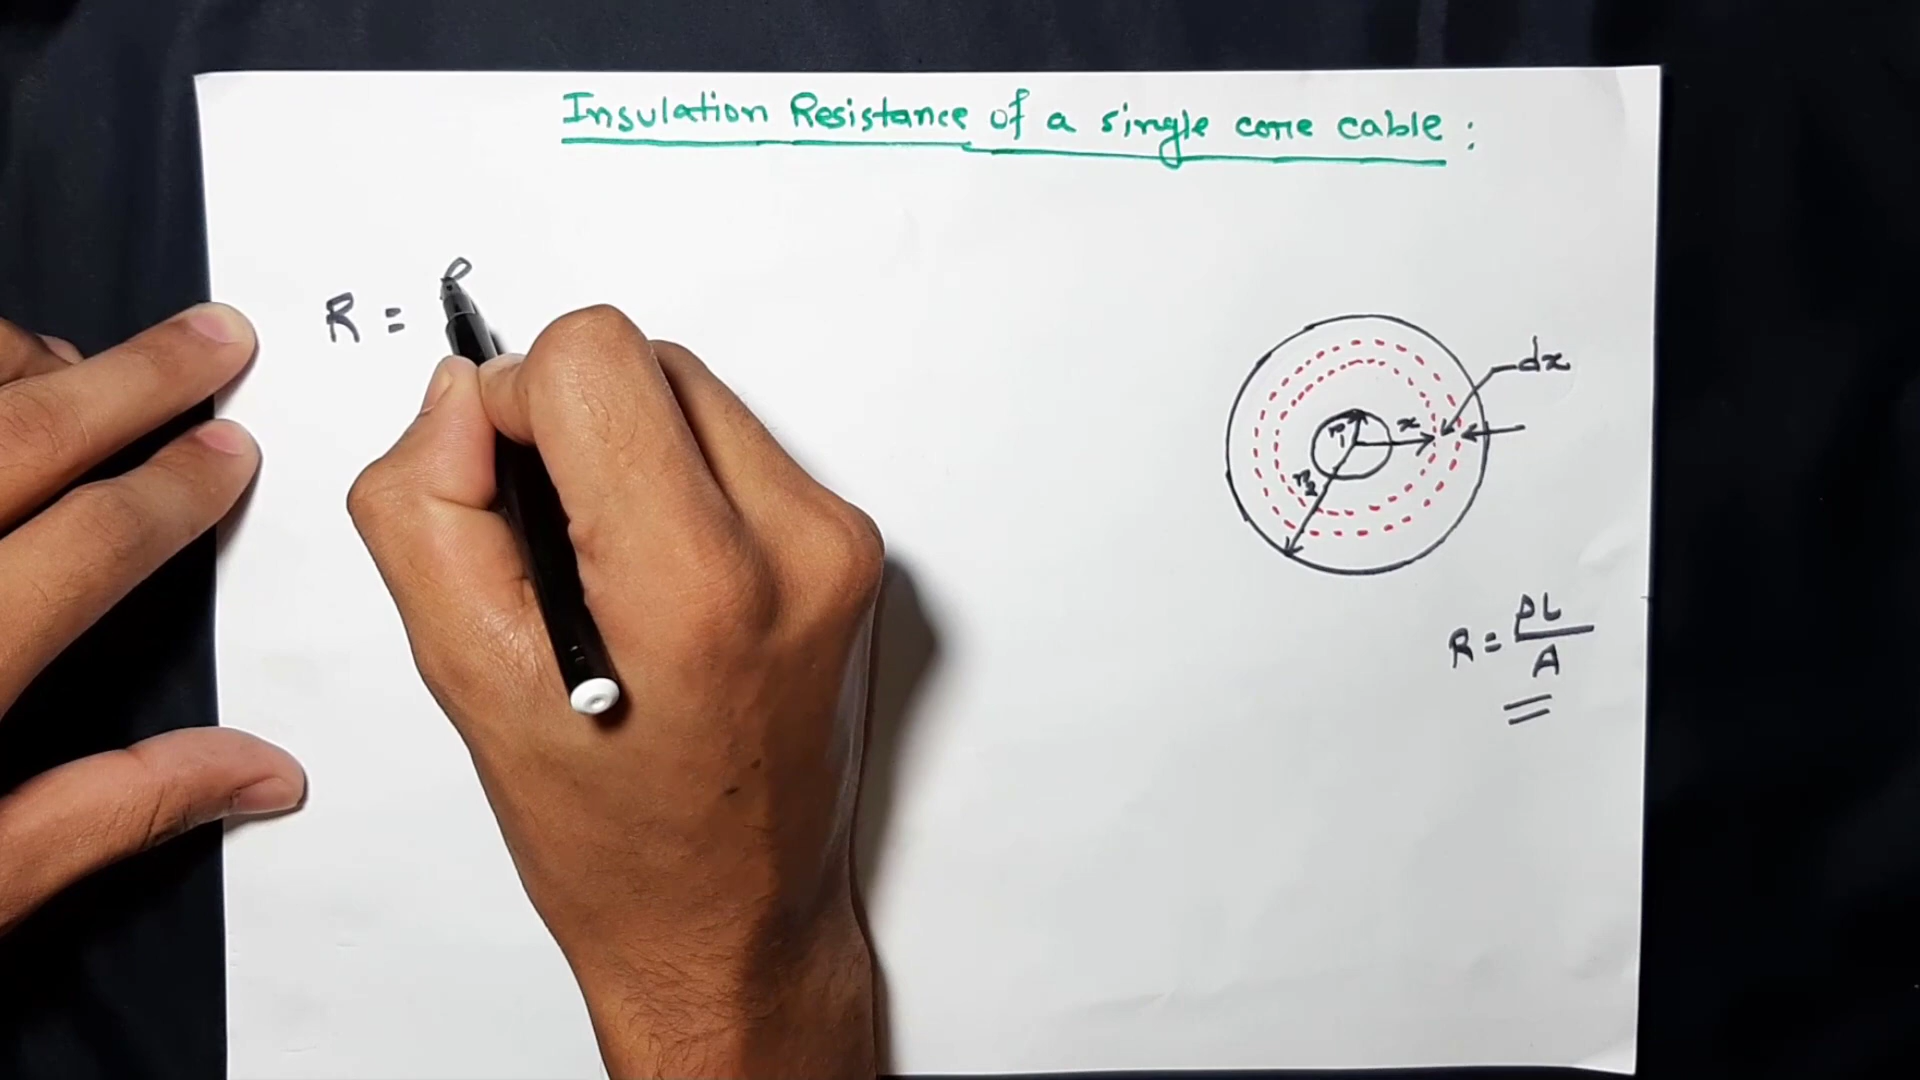 Insulation Resistance of a single core cable :
R = ρ
dx
r1
x
r2
R = ρL / A